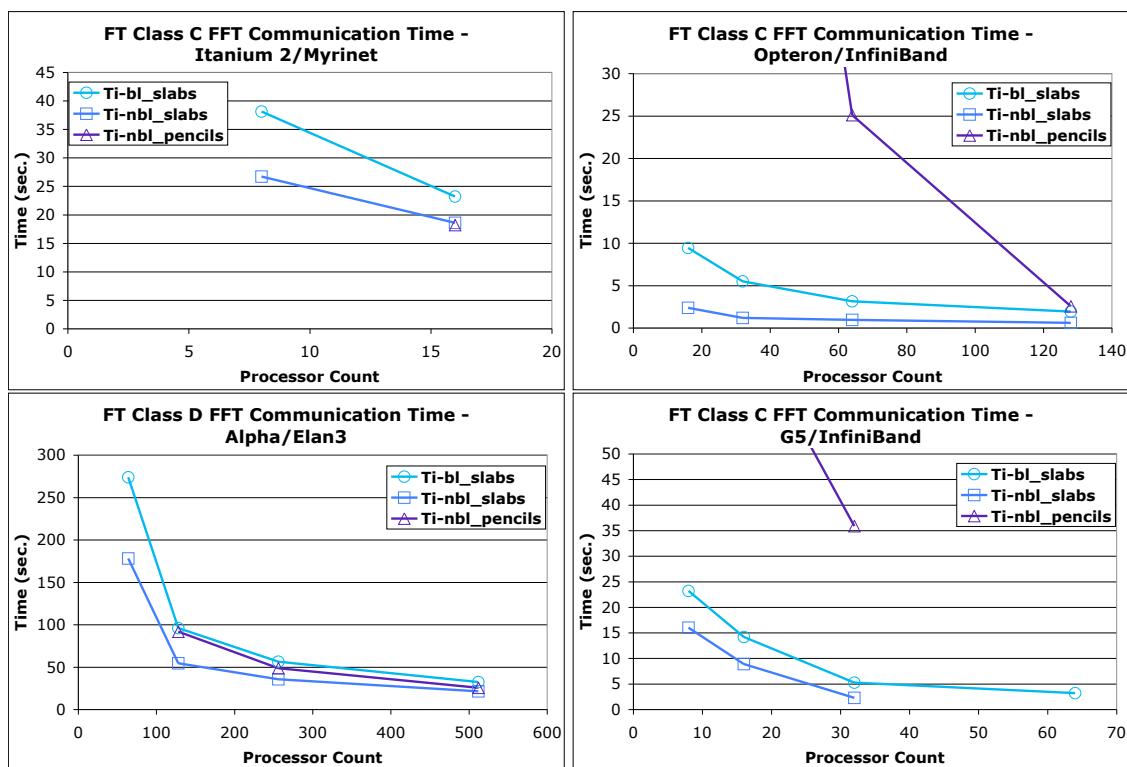 FT Class C FFT Communication Time -
Itanium 2/Myrinet
45
40
35
30
25
20
15
10
5
0
Time (sec.)
Ti-bl_slabs
Ti-nbl_slabs
Ti-nbl_pencils
0 5 10 15 20
Processor Count
FT Class C FFT Communication Time -
Opteron/InfiniBand
30
25
20
15
10
5
0
Time (sec.)
Ti-bl_slabs
Ti-nbl_slabs
Ti-nbl_pencils
0 20 40 60 80 100 120 140
Processor Count
FT Class D FFT Communication Time -
Alpha/Elan3
300
250
200
150
100
50
0
Time (sec.)
Ti-bl_slabs
Ti-nbl_slabs
Ti-nbl_pencils
0 100 200 300 400 500 600
Processor Count
FT Class C FFT Communication Time -
G5/InfiniBand
50
45
40
35
30
25
20
15
10
5
0
Time (sec.)
Ti-bl_slabs
Ti-nbl_slabs
Ti-nbl_pencils
0 10 20 30 40 50 60 70
Processor Count